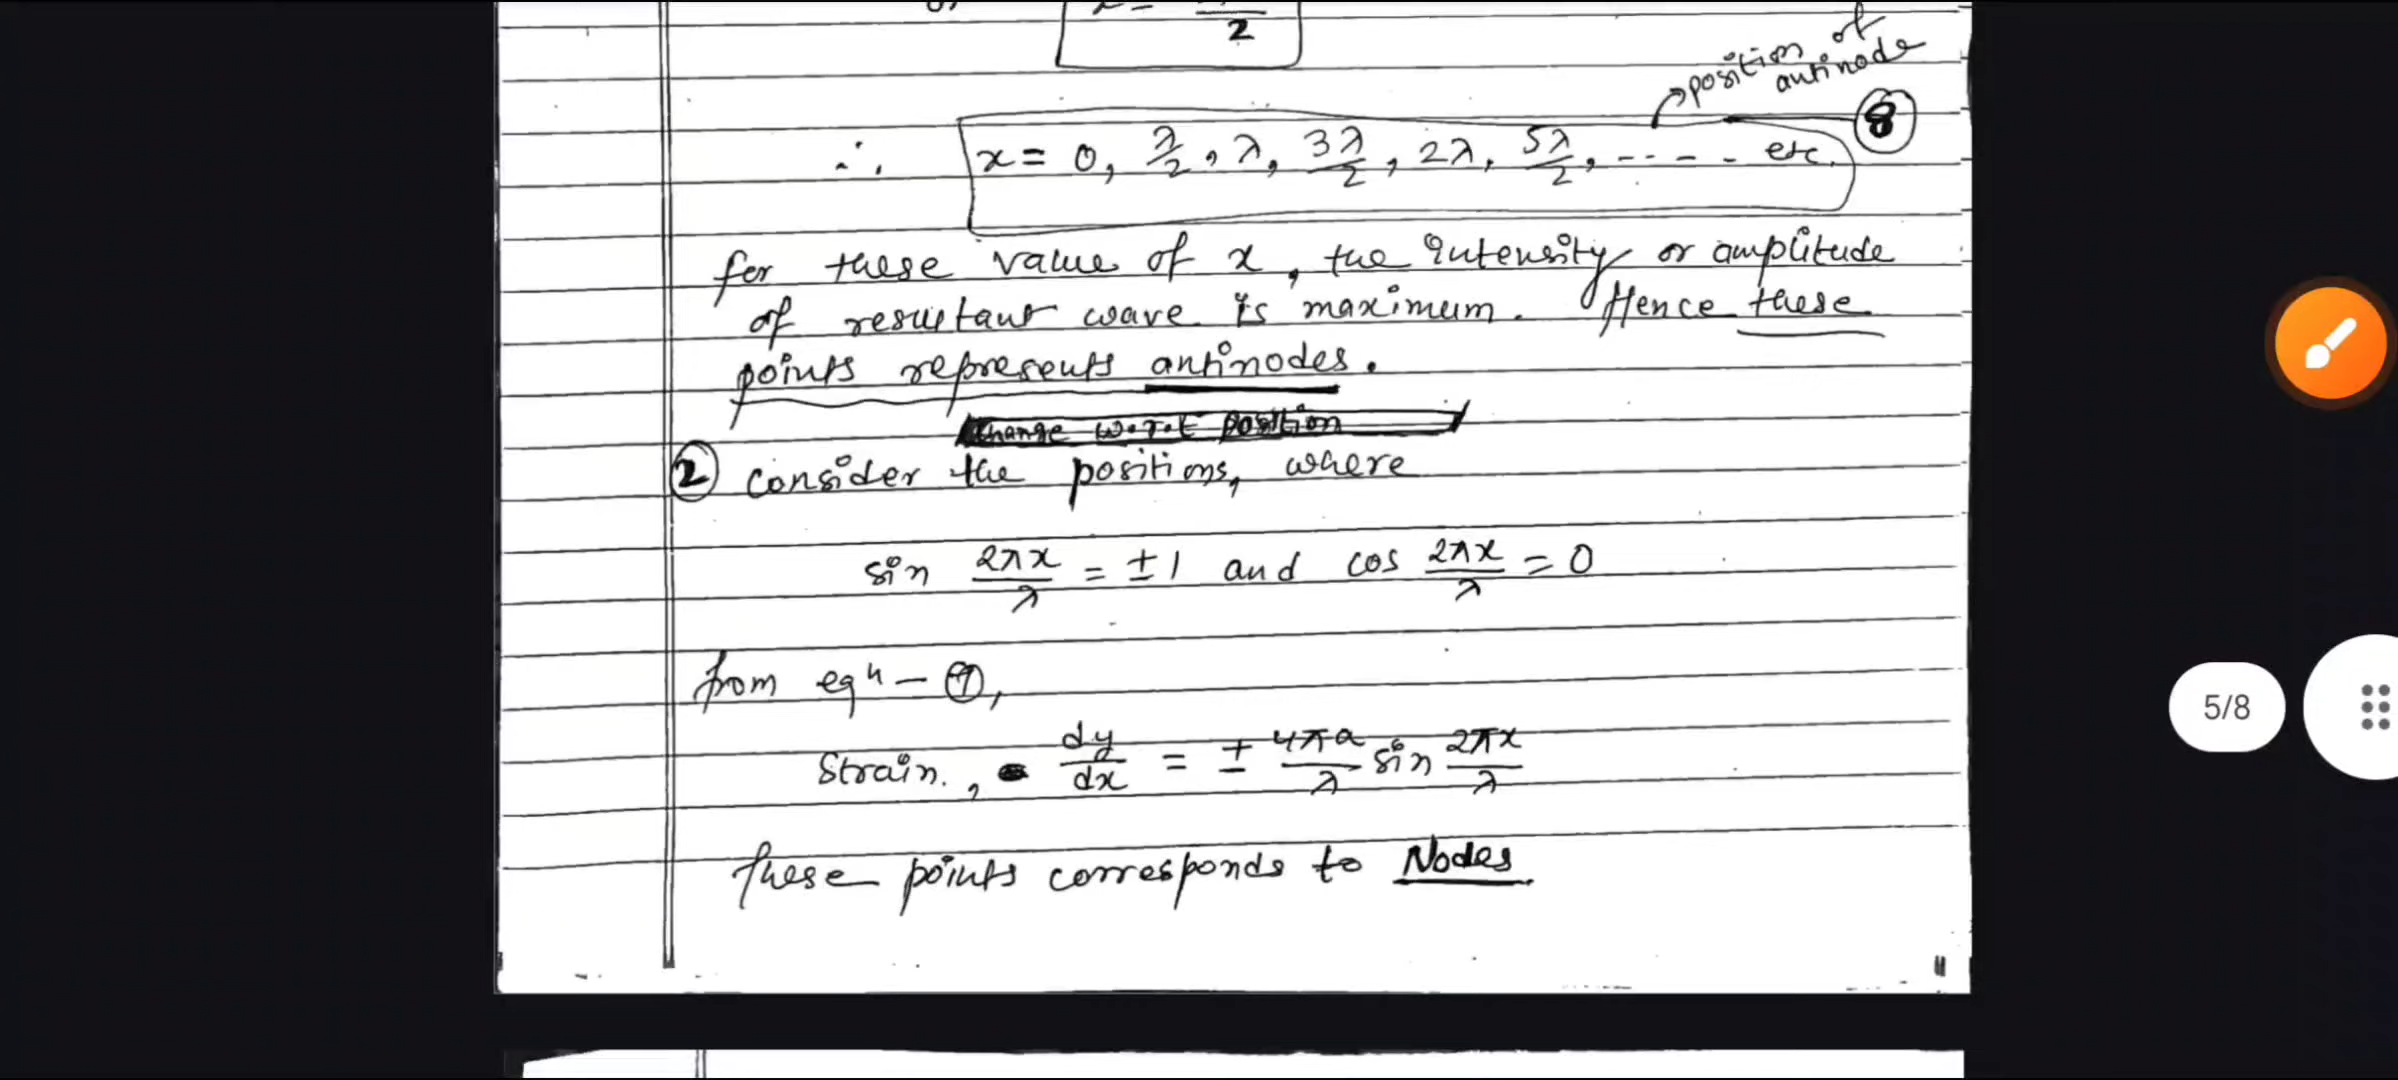 2
position of
antinode
8
∴ x = 0, λ/2, λ, 3λ/2, 2λ, 5λ/2, ----- etc.
for these value of x, the intensity or amplitude
of resultant wave is maximum. Hence these
points represents antinodes.
change w.r.t position
2 consider the positions, where
sin 2πx/λ = ±1 and cos 2πx/λ = 0
from eqn – 7,
Strain, dy/dx = ± 4πa/λ sin 2πx/λ
These points corresponds to Nodes
5/8